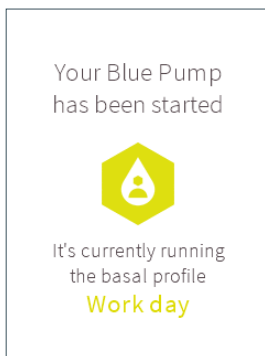 Your Blue Pump
has been started
It's currently running
the basal profile
Work day